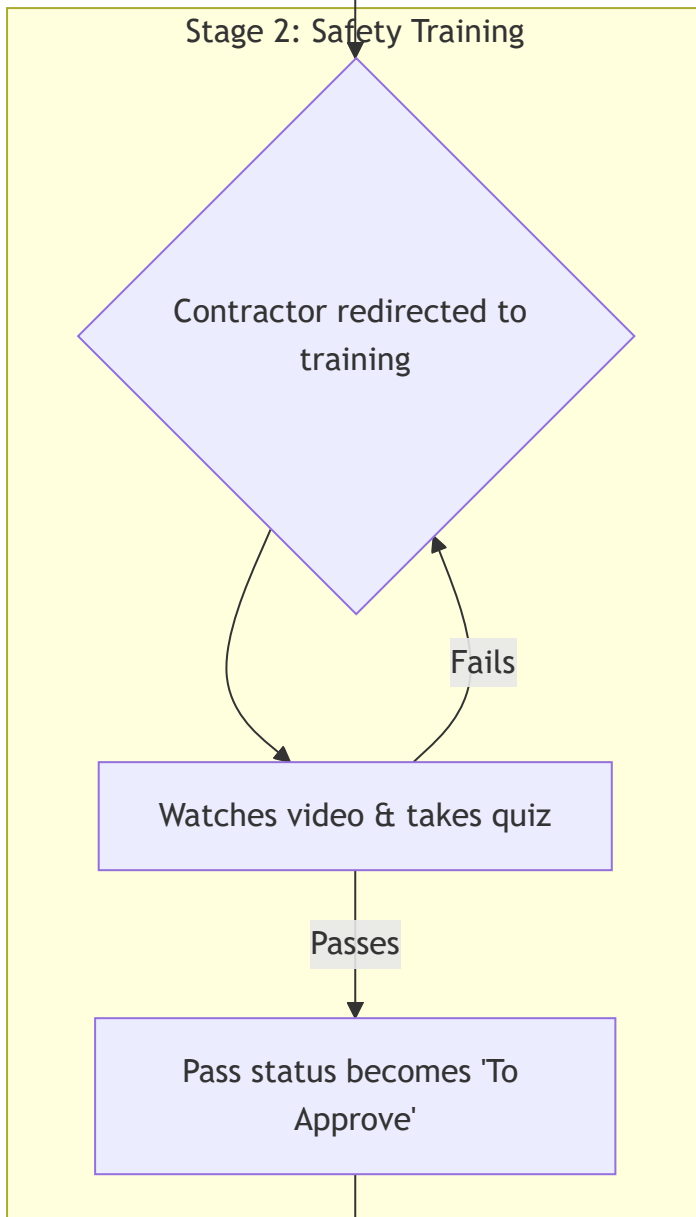 Stage 2: Safety Training
Contractor redirected to
training
Fails
Watches video & takes quiz
Passes
Pass status becomes 'To
Approve'